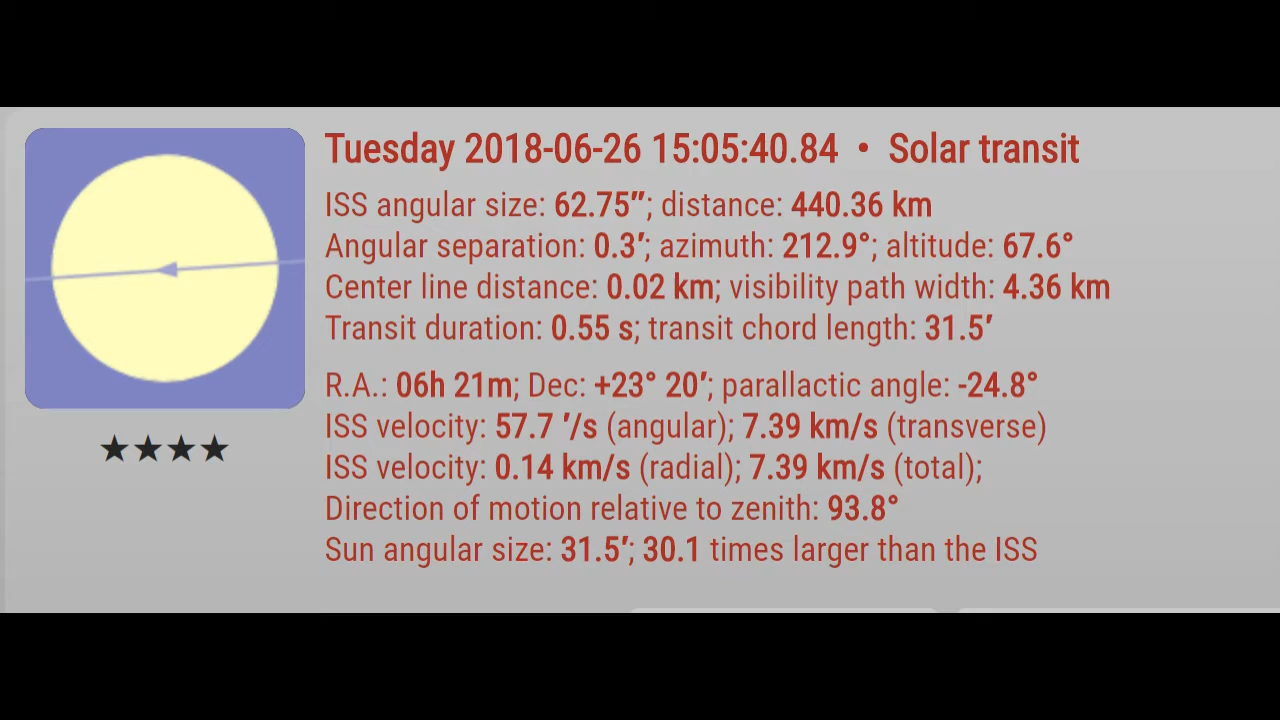 Tuesday 2018-06-26 15:05:40.84 • Solar transit
ISS angular size: 62.75″; distance: 440.36 km
Angular separation: 0.3′; azimuth: 212.9°; altitude: 67.6°
Center line distance: 0.02 km; visibility path width: 4.36 km
Transit duration: 0.55 s; transit chord length: 31.5′
R.A.: 06h 21m; Dec: +23° 20′; parallactic angle: -24.8°
ISS velocity: 57.7 ′/s (angular); 7.39 km/s (transverse)
ISS velocity: 0.14 km/s (radial); 7.39 km/s (total);
Direction of motion relative to zenith: 93.8°
Sun angular size: 31.5′; 30.1 times larger than the ISS